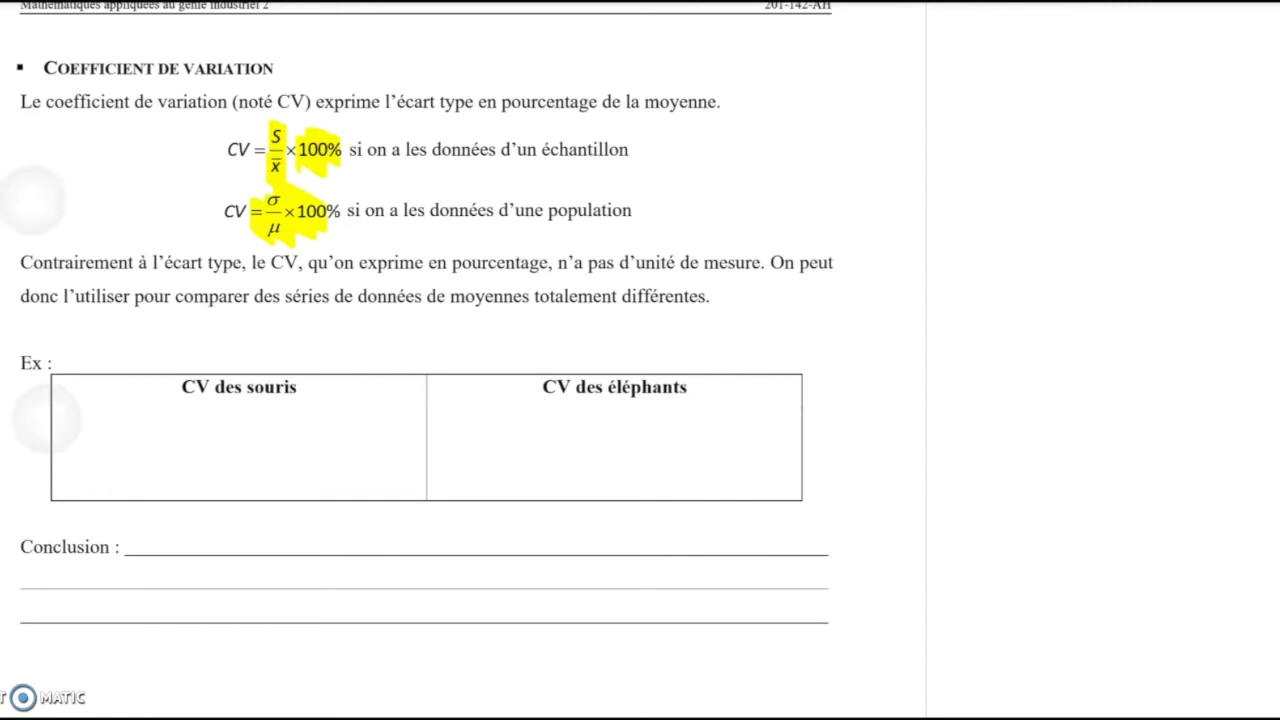 Mathématiques appliquées au génie industriel 2 201-142-AH
▪ COEFFICIENT DE VARIATION
Le coefficient de variation (noté CV) exprime l’écart type en pourcentage de la moyenne.
CV = S/x̄ ×100% si on a les données d’un échantillon
CV = σ/μ ×100% si on a les données d’une population
Contrairement à l’écart type, le CV, qu’on exprime en pourcentage, n’a pas d’unité de mesure. On peut
donc l’utiliser pour comparer des séries de données de moyennes totalement différentes.
Ex :
CV des souris CV des éléphants
Conclusion :
MATIC